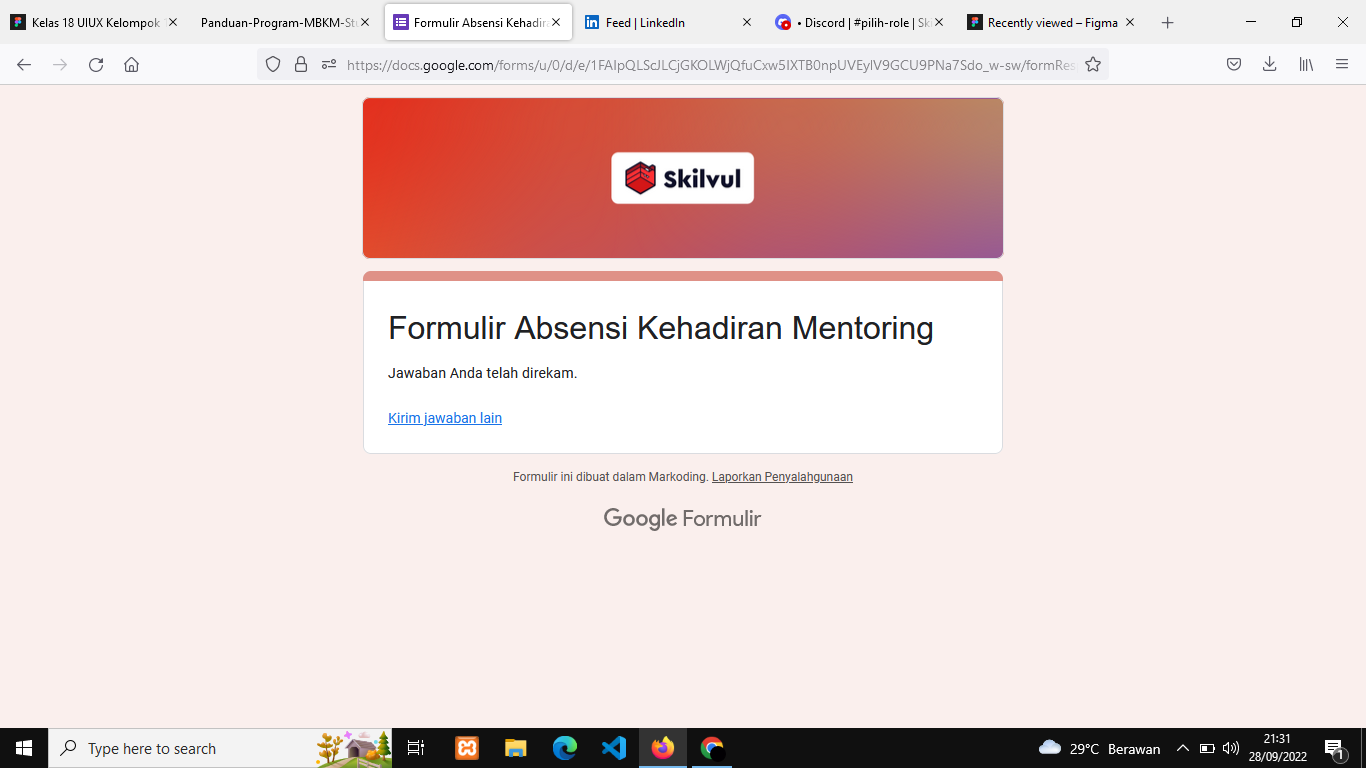 Kelas 18 UIUX Kelompok
Panduan-Program-MBKM-Stu
Formulir Absensi Kehadiran
Feed | LinkedIn
• Discord | #pilih-role | Ski
Recently viewed – Figma
https://docs.google.com/forms/u/0/d/e/1FAIpQLScJLCjGKOLWjQfuCxw5IXTB0npUVEylV9GCU9PNa7Sdo_w-sw/formRes
Skilvul
Formulir Absensi Kehadiran Mentoring
Jawaban Anda telah direkam.
Kirim jawaban lain
Formulir ini dibuat dalam Markoding. Laporkan Penyalahgunaan
Google Formulir
Type here to search
29°C Berawan
21:31
28/09/2022
1